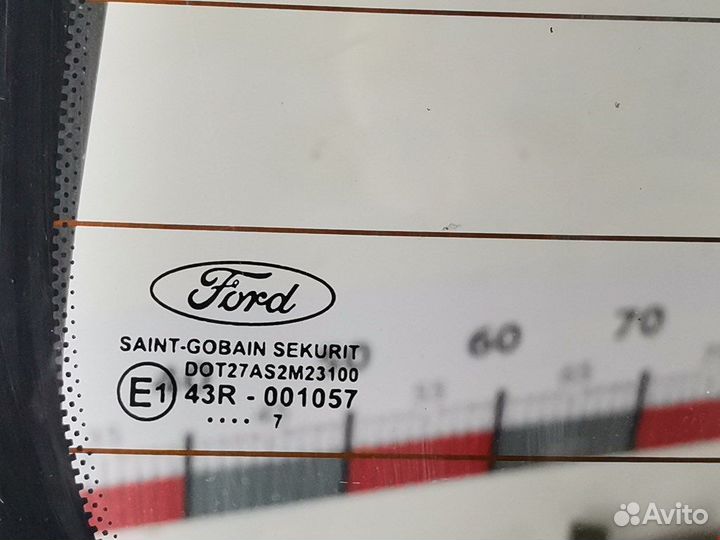 Ford
SAINT-GOBAIN SEKURIT
DOT27AS2M23100
E1 43R - 001057
.... 7
60
70
Avito